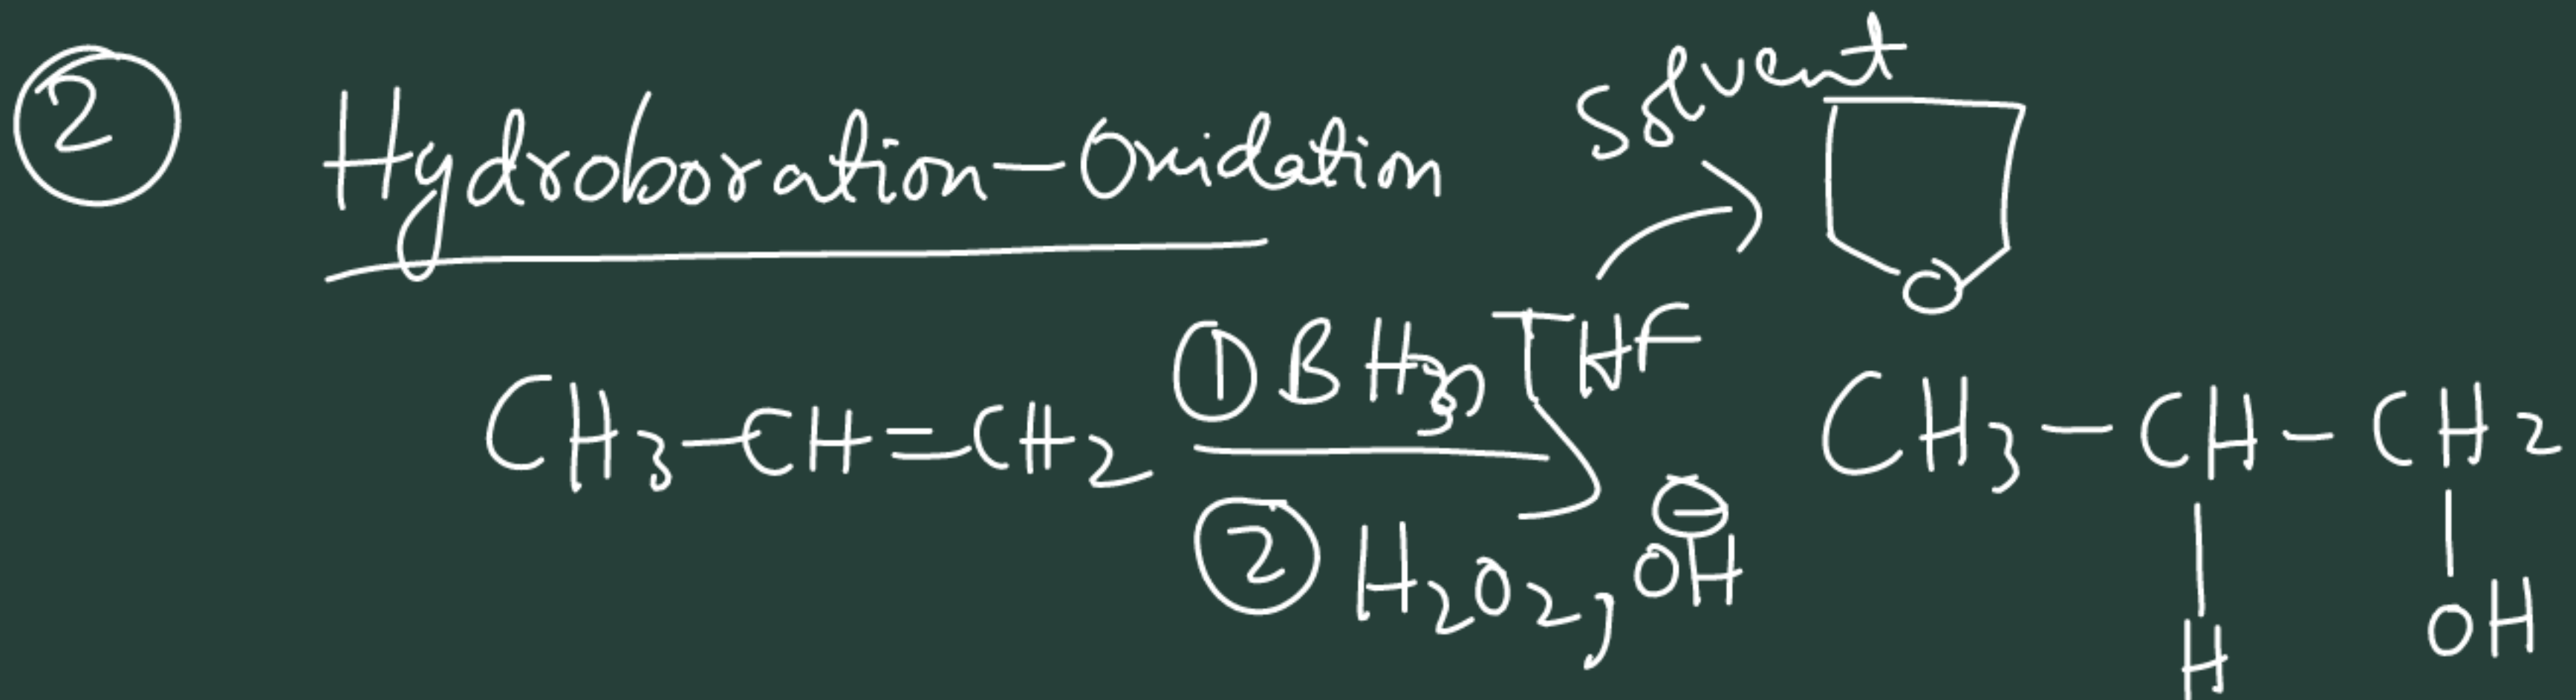 ② Hydroboration-Oxidation
Solvent
O
CH3-CH=CH2 ① BH3, THF CH3-CH-CH2
② H2O2, ⊖OH
H OH